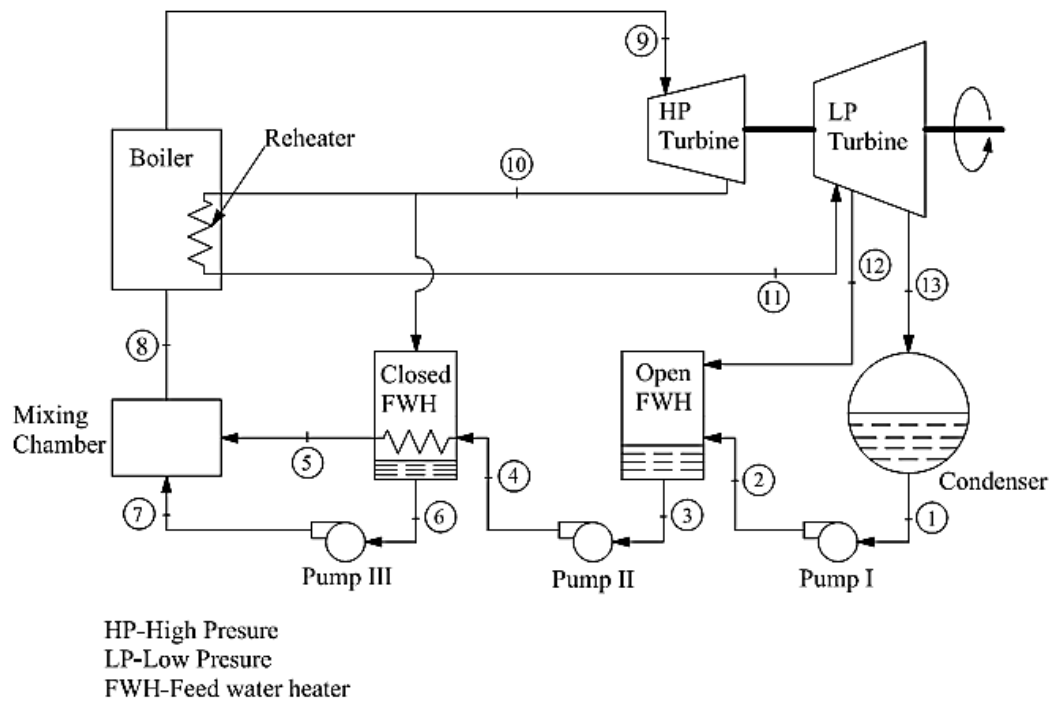 9
HP
Turbine
LP
Turbine
Reheater
Boiler
10
11
12
13
8
Closed
FWH
Open
FWH
Mixing
Chamber
5
4
2
Condenser
7
6
3
1
Pump III
Pump II
Pump I
HP-High Presure
LP-Low Presure
FWH-Feed water heater